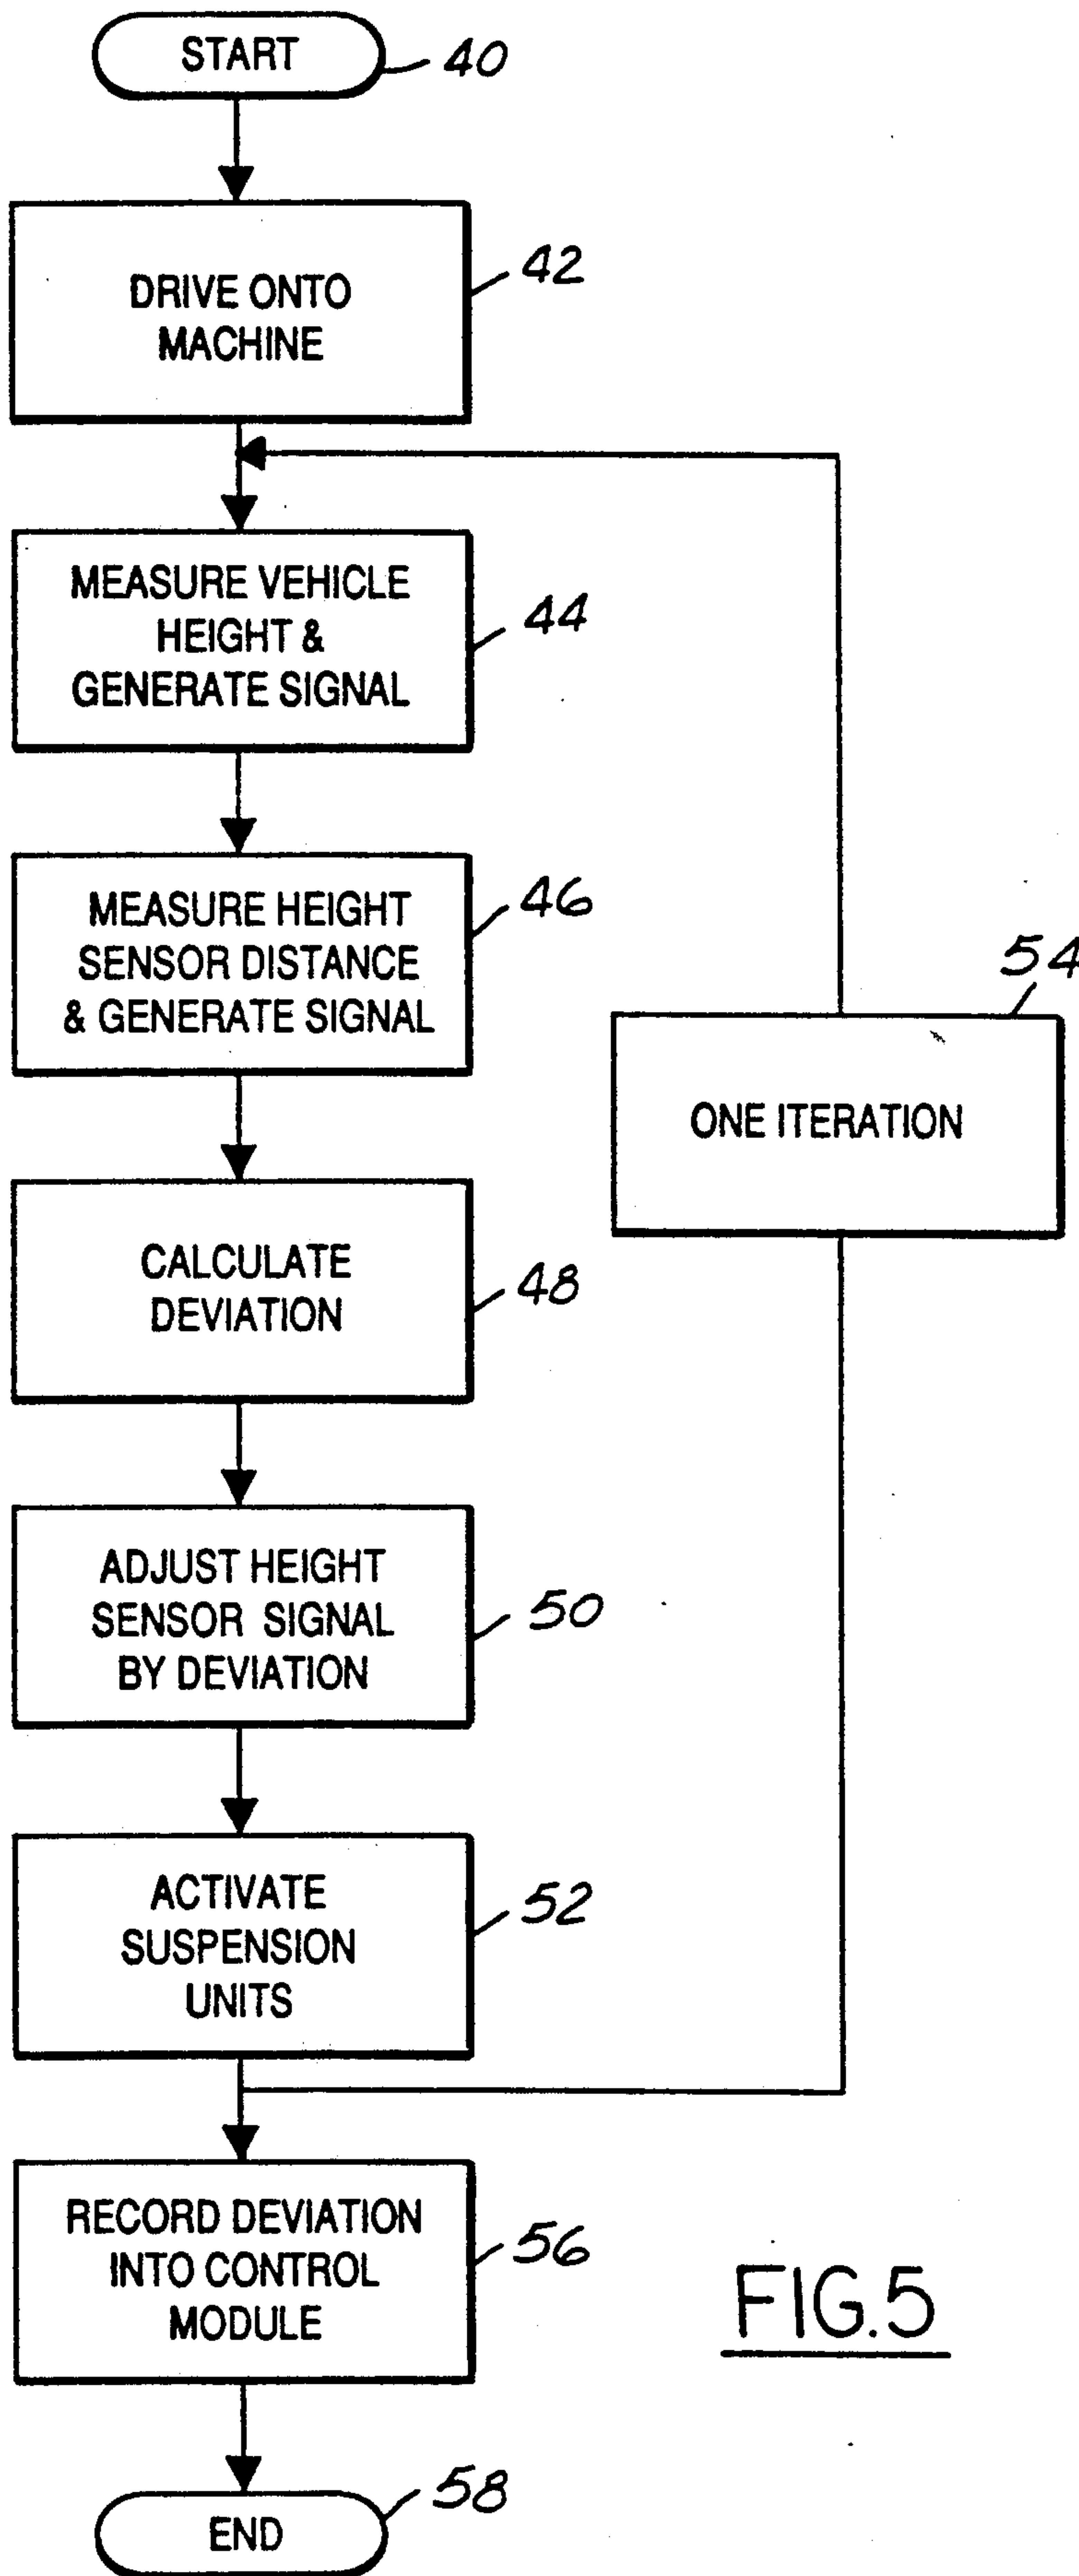 START
40
DRIVE ONTO
MACHINE
42
MEASURE VEHICLE
HEIGHT &
GENERATE SIGNAL
44
MEASURE HEIGHT
SENSOR DISTANCE
& GENERATE SIGNAL
46
54
ONE ITERATION
CALCULATE
DEVIATION
48
ADJUST HEIGHT
SENSOR SIGNAL
BY DEVIATION
50
ACTIVATE
SUSPENSION
UNITS
52
RECORD DEVIATION
INTO CONTROL
MODULE
56
FIG.5
END
58